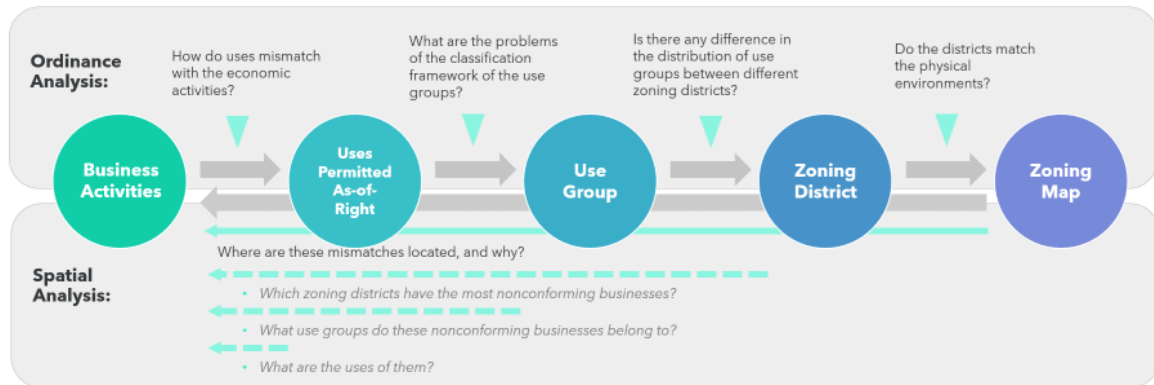 Ordinance
Analysis:
How do uses mismatch
with the economic
activities?
What are the problems
of the classification
framework of the use
groups?
Is there any difference in
the distribution of use
groups between different
zoning districts?
Do the districts match
the physical
environments?
Business
Activities
Uses
Permitted
As-of-
Right
Use
Group
Zoning
District
Zoning
Map
Spatial
Analysis:
Where are these mismatches located, and why?
• Which zoning districts have the most nonconforming businesses?
• What use groups do these nonconforming businesses belong to?
• What are the uses of them?